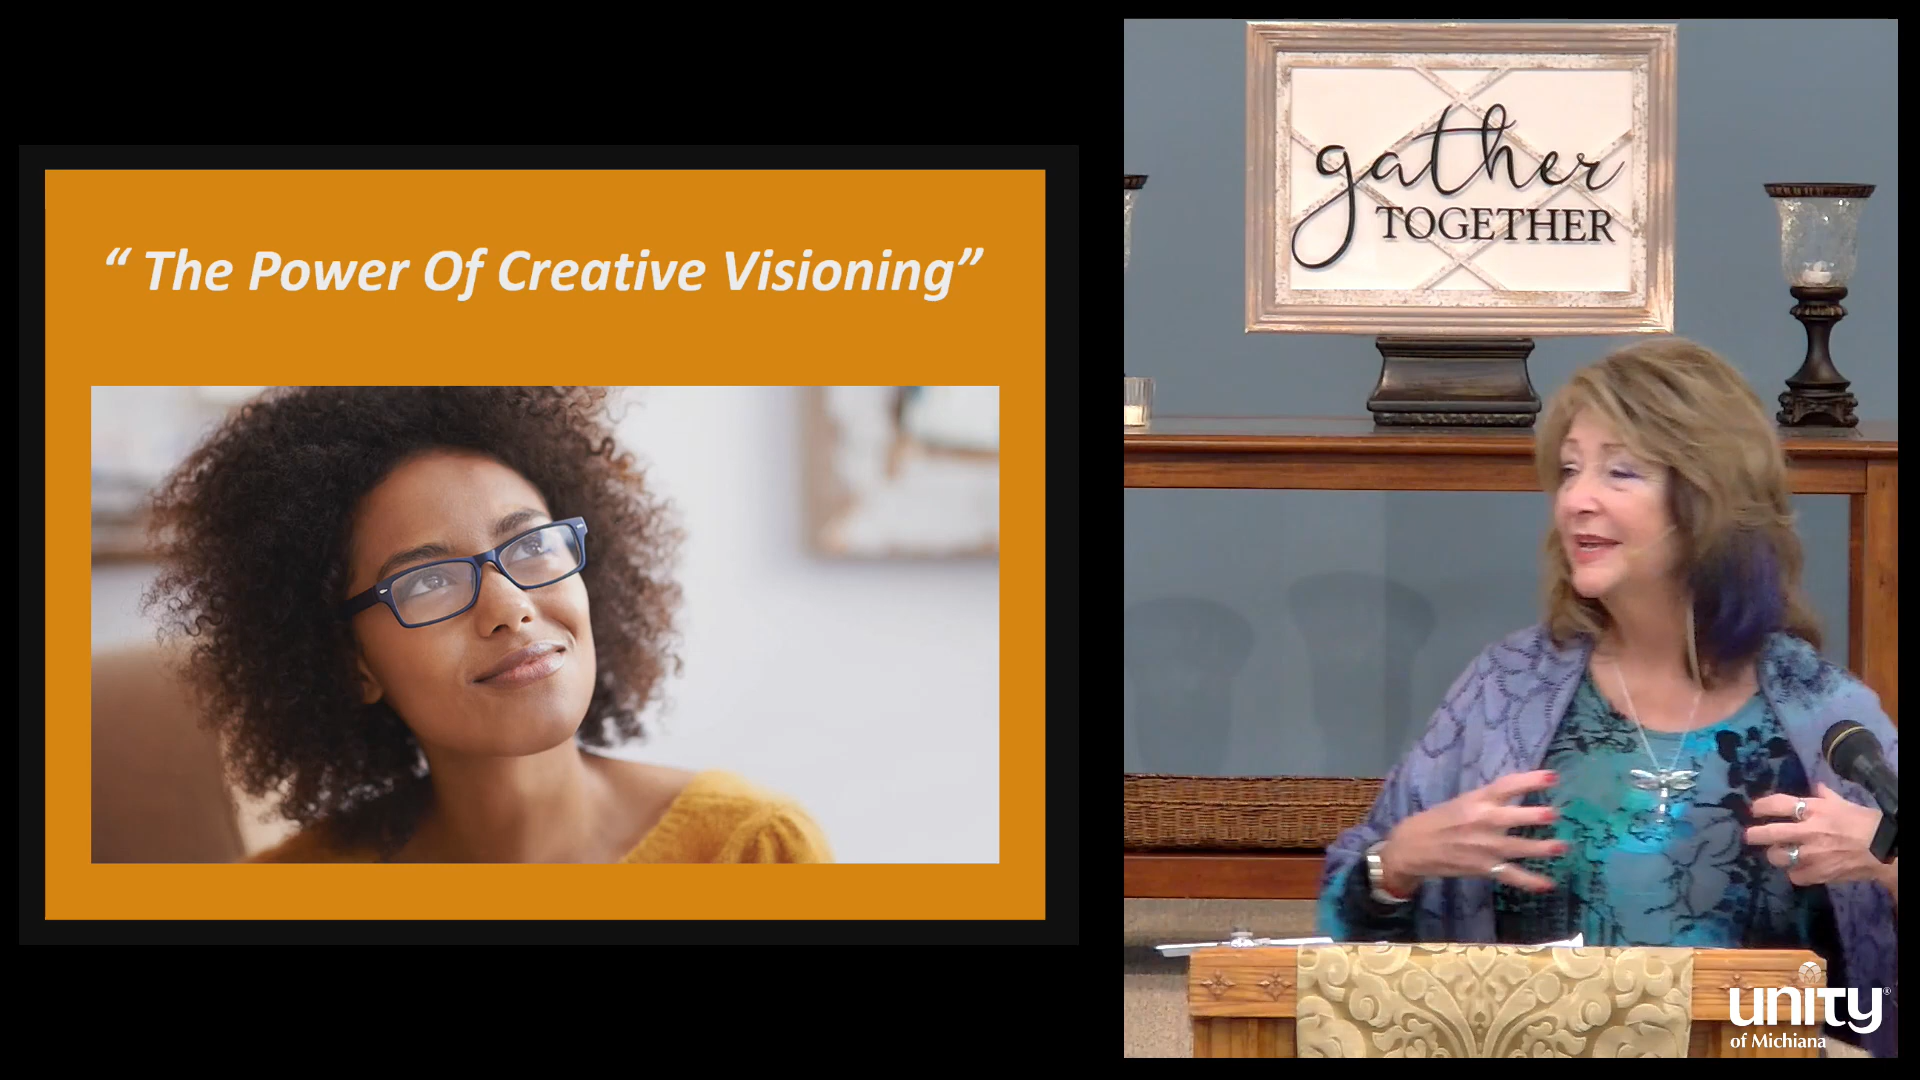 “ The Power Of Creative Visioning”
gather
TOGETHER
unity®
of Michiana